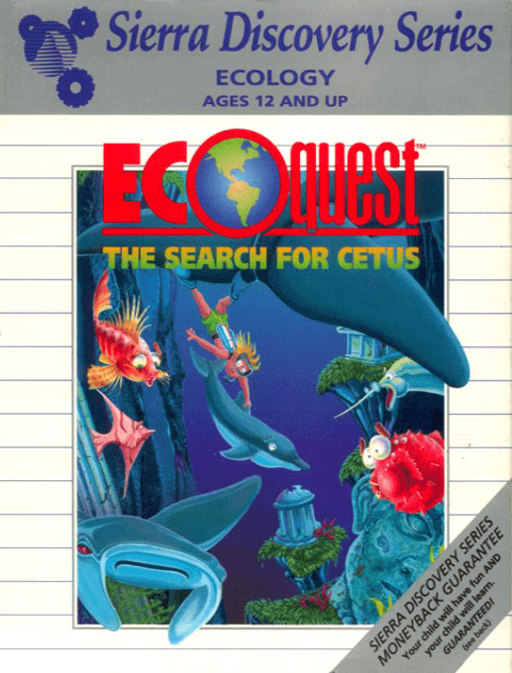 Sierra Discovery Series
ECOLOGY
AGES 12 AND UP
ECOquest™
THE SEARCH FOR CETUS
SIERRA DISCOVERY SERIES
MONEYBACK GUARANTEE
Your child will have fun AND
your child will learn.
GUARANTEED!
(see back)